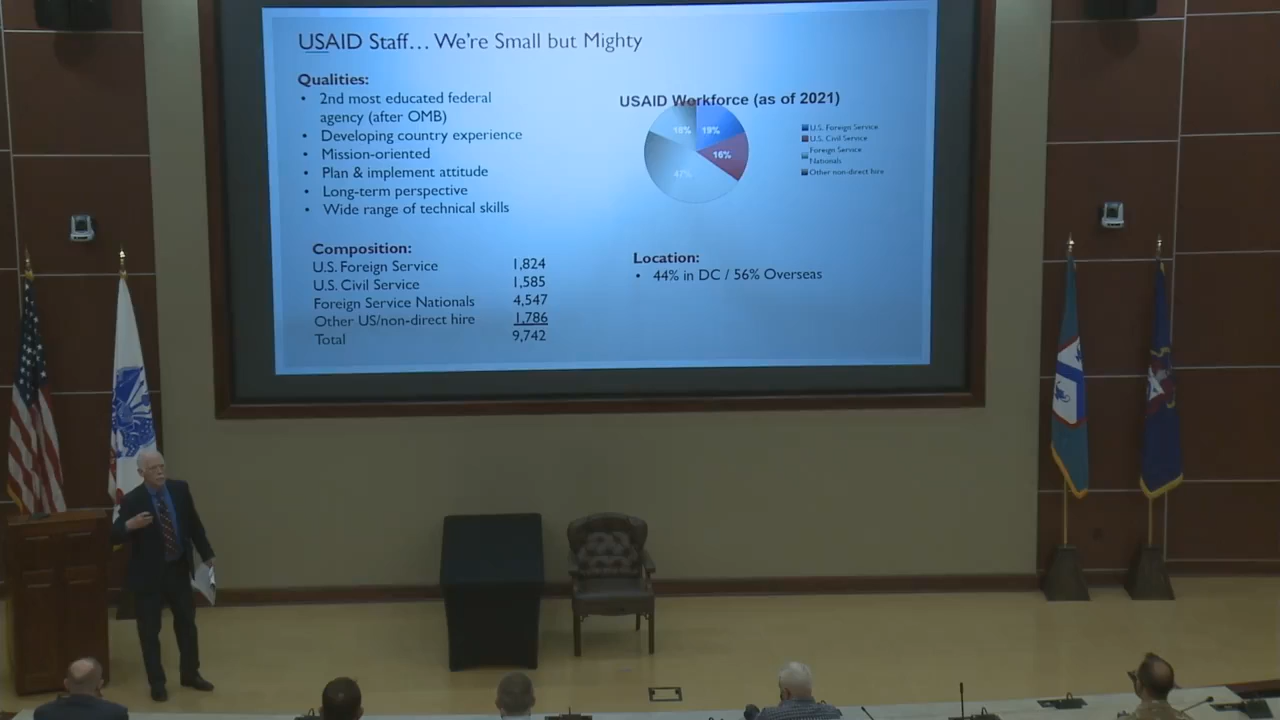 USAID Staff... We're Small but Mighty
Qualities:
• 2nd most educated federal
agency (after OMB)
• Developing country experience
• Mission-oriented
• Plan & implement attitude
• Long-term perspective
• Wide range of technical skills
USAID Workforce (as of 2021)
18%
19%
16%
47%
U.S. Foreign Service
U.S. Civil Service
Foreign Service
Nationals
Other non-direct hire
Composition:
U.S. Foreign Service 1,824
U.S. Civil Service 1,585
Foreign Service Nationals 4,547
Other US/non-direct hire 1,786
Total 9,742
Location:
• 44% in DC / 56% Overseas